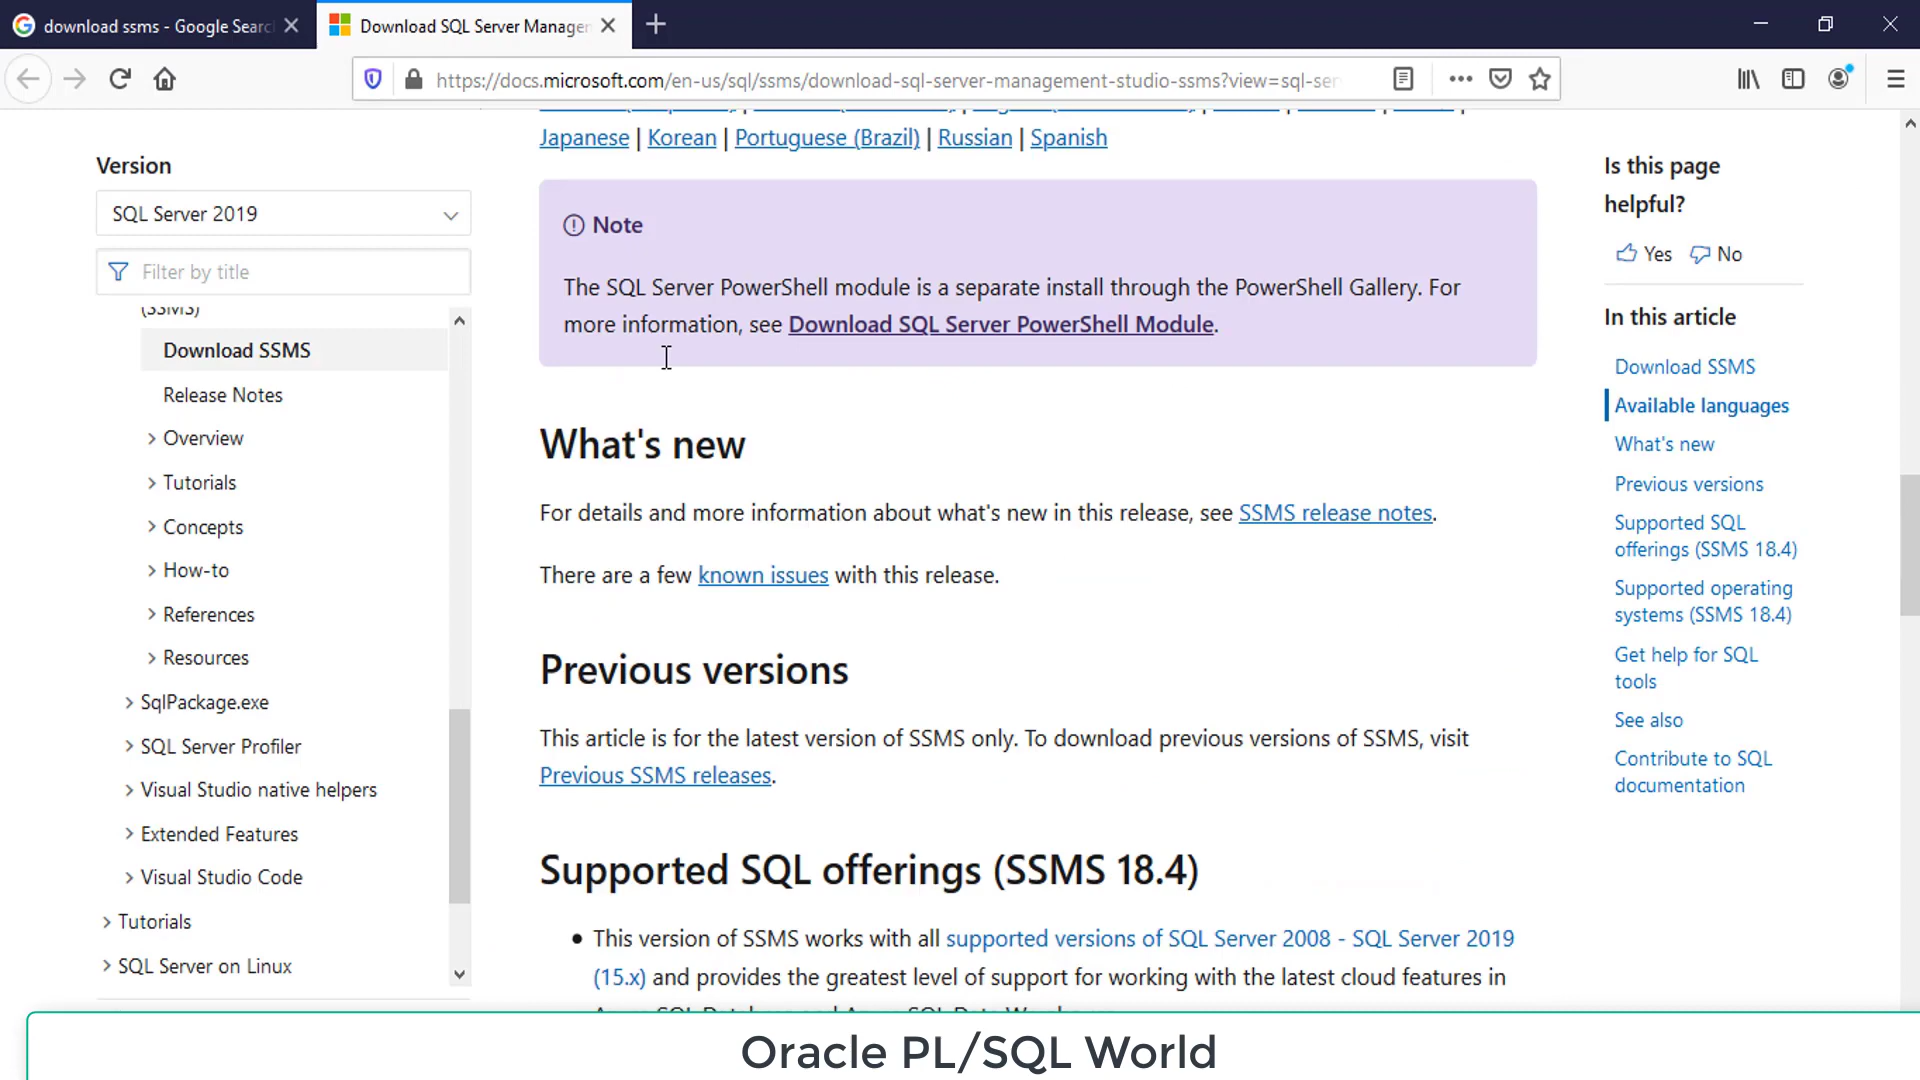 download ssms - Google Searc
Download SQL Server Manager
https://docs.microsoft.com/en-us/sql/ssms/download-sql-server-management-studio-ssms?view=sql-ser
Version
SQL Server 2019
Filter by title
(SSMS)
Download SSMS
Release Notes
Overview
Tutorials
Concepts
How-to
References
Resources
SqlPackage.exe
SQL Server Profiler
Visual Studio native helpers
Extended Features
Visual Studio Code
Tutorials
SQL Server on Linux
Japanese | Korean | Portuguese (Brazil) | Russian | Spanish
Note
The SQL Server PowerShell module is a separate install through the PowerShell Gallery. For
more information, see Download SQL Server PowerShell Module.
What's new
For details and more information about what's new in this release, see SSMS release notes.
There are a few known issues with this release.
Previous versions
This article is for the latest version of SSMS only. To download previous versions of SSMS, visit
Previous SSMS releases.
Supported SQL offerings (SSMS 18.4)
This version of SSMS works with all supported versions of SQL Server 2008 - SQL Server 2019
(15.x) and provides the greatest level of support for working with the latest cloud features in
Azure SQL Database and Azure SQL Data Warehouse.
Is this page
helpful?
Yes No
In this article
Download SSMS
Available languages
What's new
Previous versions
Supported SQL
offerings (SSMS 18.4)
Supported operating
systems (SSMS 18.4)
Get help for SQL
tools
See also
Contribute to SQL
documentation
Oracle PL/SQL World